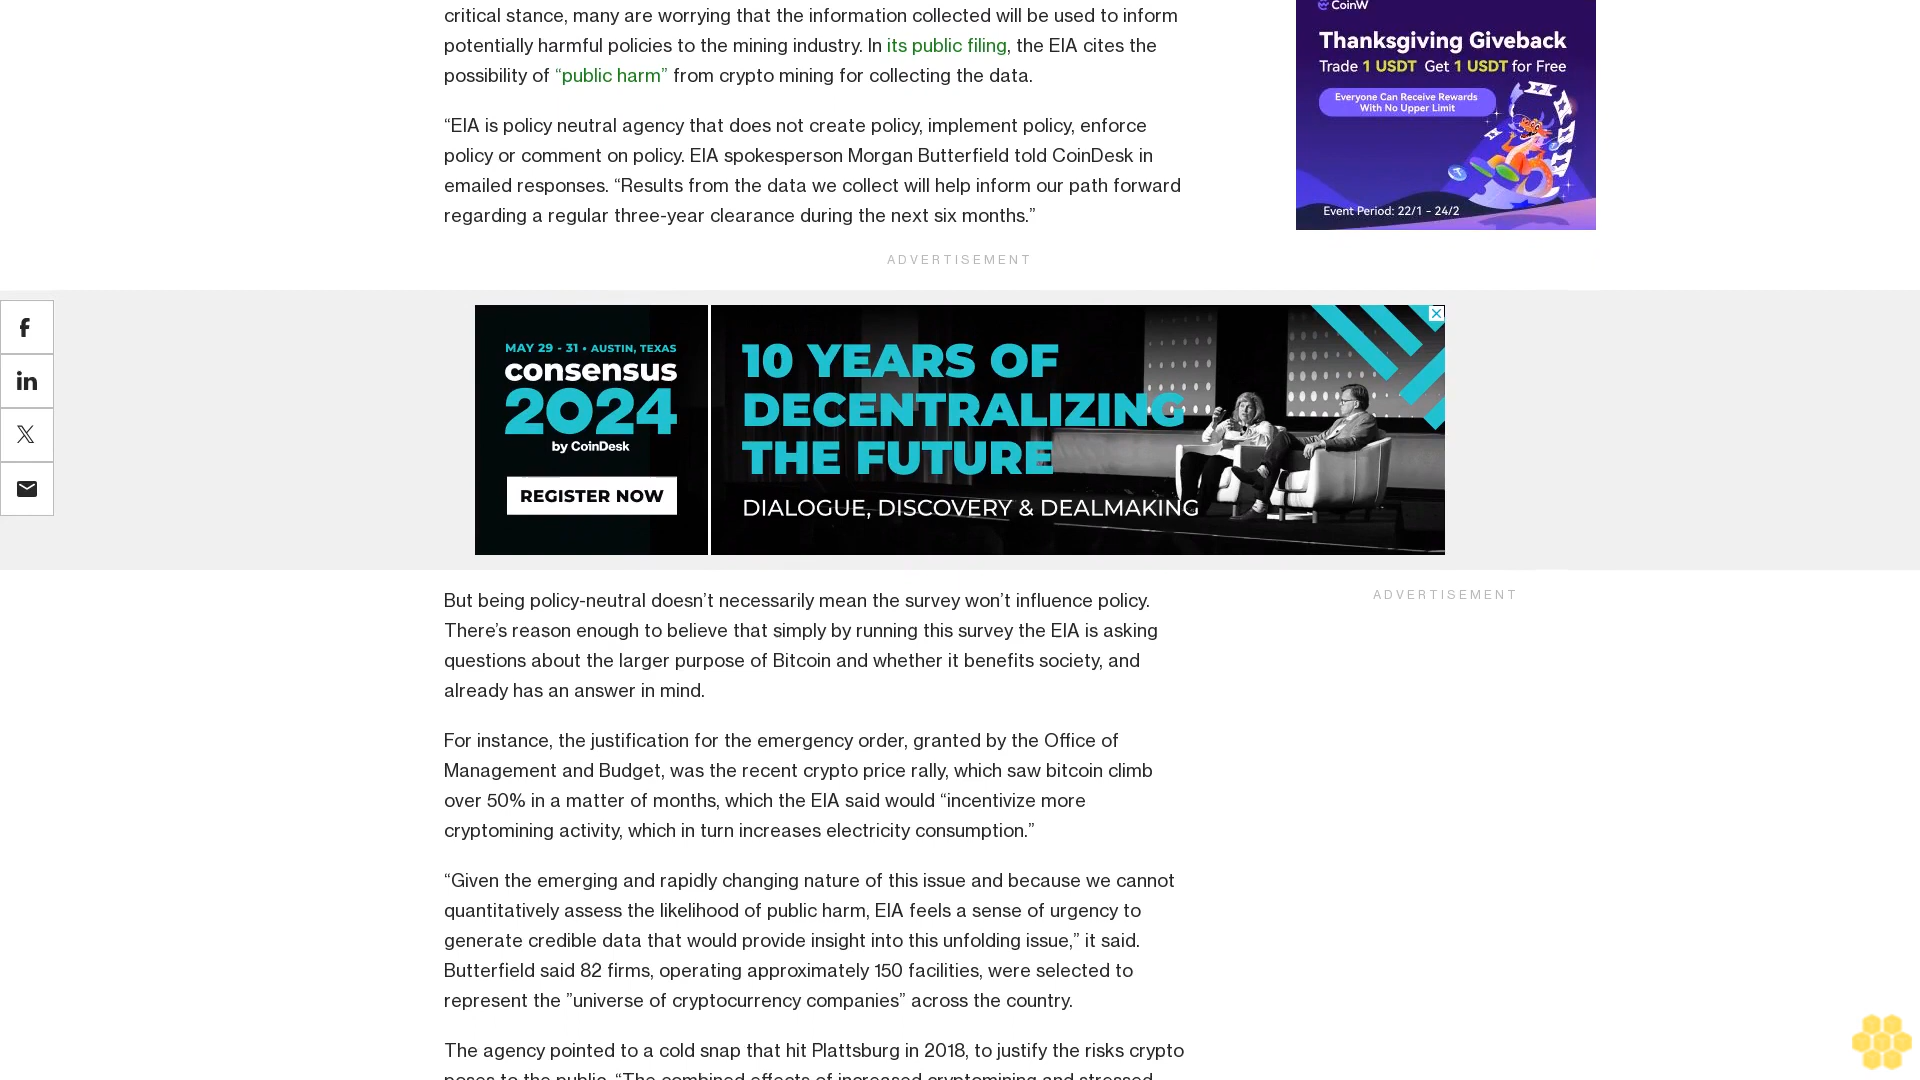 critical stance, many are worrying that the information collected will be used to inform
potentially harmful policies to the mining industry. In its public filing, the EIA cites the
possibility of “public harm” from crypto mining for collecting the data.
“EIA is policy neutral agency that does not create policy, implement policy, enforce
policy or comment on policy. EIA spokesperson Morgan Butterfield told CoinDesk in
emailed responses. “Results from the data we collect will help inform our path forward
regarding a regular three-year clearance during the next six months.”
CoinW
Thanksgiving Giveback
Trade 1 USDT Get 1 USDT for Free
Everyone Can Receive Rewards
With No Upper Limit
Event Period: 22/1 - 24/2
ADVERTISEMENT
MAY 29 - 31 • AUSTIN, TEXAS
consensus
2024
by CoinDesk
REGISTER NOW
10 YEARS OF
DECENTRALIZING
THE FUTURE
DIALOGUE, DISCOVERY & DEALMAKING
But being policy-neutral doesn’t necessarily mean the survey won’t influence policy.
There’s reason enough to believe that simply by running this survey the EIA is asking
questions about the larger purpose of Bitcoin and whether it benefits society, and
already has an answer in mind.
ADVERTISEMENT
For instance, the justification for the emergency order, granted by the Office of
Management and Budget, was the recent crypto price rally, which saw bitcoin climb
over 50% in a matter of months, which the EIA said would “incentivize more
cryptomining activity, which in turn increases electricity consumption.”
“Given the emerging and rapidly changing nature of this issue and because we cannot
quantitatively assess the likelihood of public harm, EIA feels a sense of urgency to
generate credible data that would provide insight into this unfolding issue,” it said.
Butterfield said 82 firms, operating approximately 150 facilities, were selected to
represent the ”universe of cryptocurrency companies” across the country.
The agency pointed to a cold snap that hit Plattsburg in 2018, to justify the risks crypto
poses to the public. “The combined effects of increased cryptomining and stressed